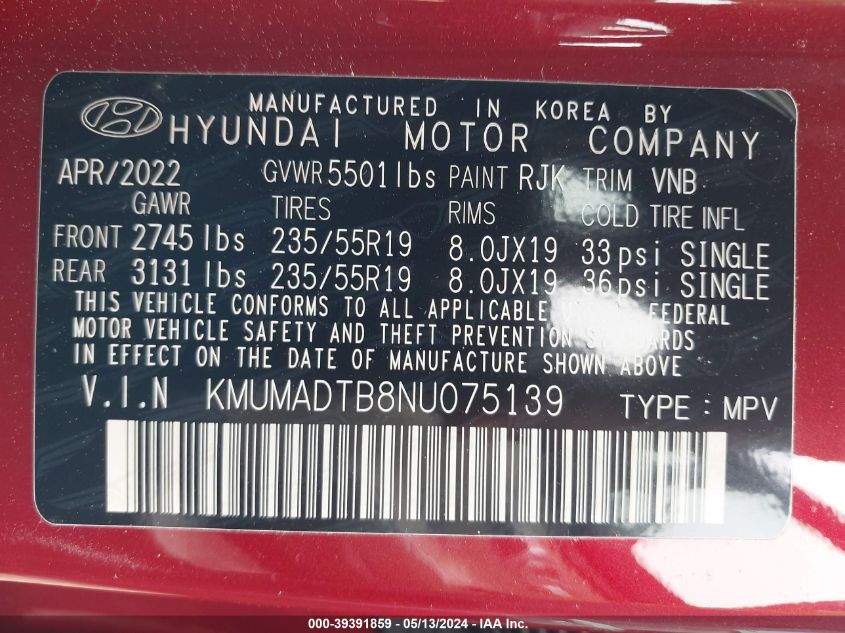 MANUFACTURED IN KOREA BY
HYUNDAI MOTOR COMPANY
APR/2022 GVWR 5501 lbs PAINT RJK TRIM VNB
GAWR TIRES RIMS COLD TIRE INFL
FRONT 2745 lbs 235/55R19 8.0JX19 33 psi SINGLE
REAR 3131 lbs 235/55R19 8.0JX19 36 psi SINGLE
THIS VEHICLE CONFORMS TO ALL APPLICABLE FEDERAL
MOTOR VEHICLE SAFETY AND THEFT PREVENTION
IN EFFECT ON THE DATE OF MANUFACTURE SHOWN ABOVE
V.I.N KMUMADTB8NU075139 TYPE : MPV
000-39391859 - 05/13/2024 - IAAI.COM